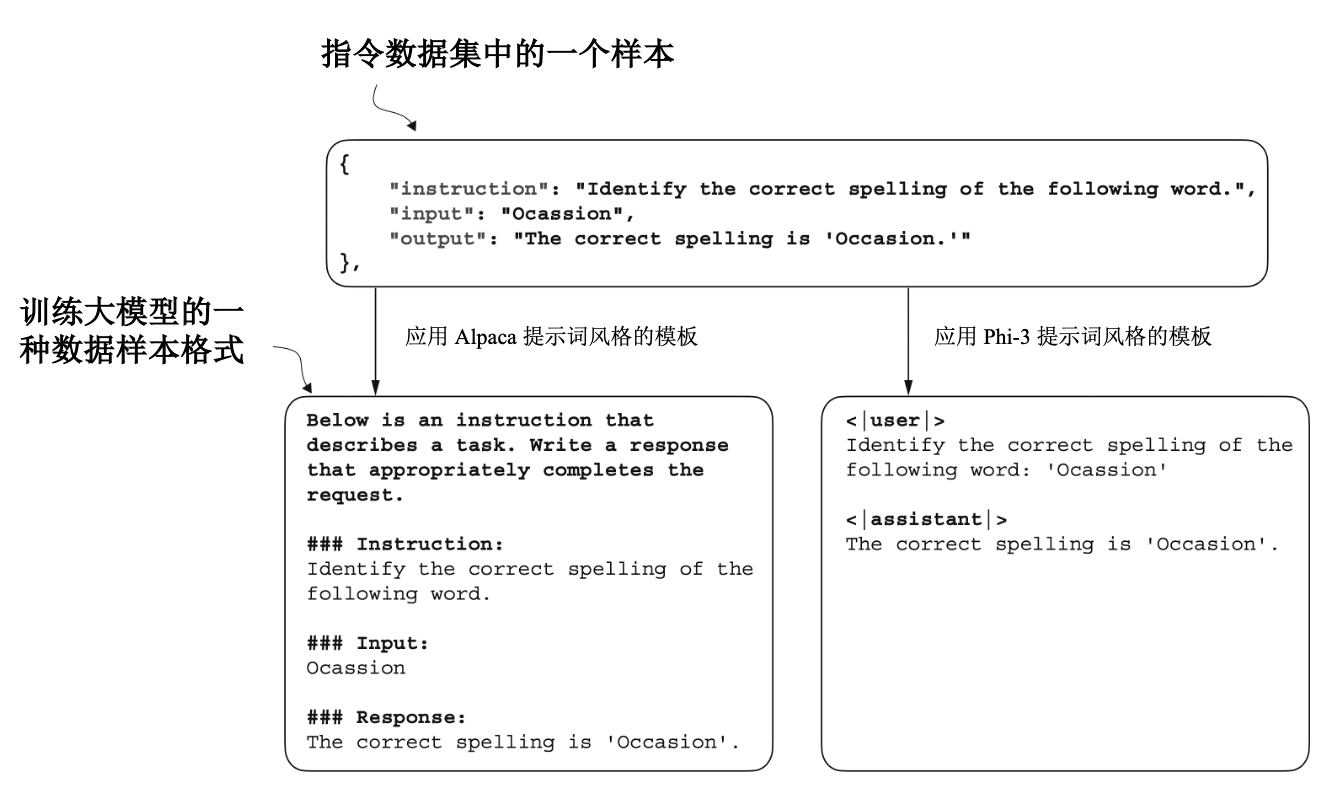 指令数据集中的一个样本
{
"instruction": "Identify the correct spelling of the following word.",
"input": "Ocassion",
"output": "The correct spelling is 'Occasion.'"
},
训练大模型的一
种数据样本格式
应用 Alpaca 提示词风格的模板
应用 Phi-3 提示词风格的模板
Below is an instruction that
describes a task. Write a response
that appropriately completes the
request.
### Instruction:
Identify the correct spelling of the
following word.
### Input:
Ocassion
### Response:
The correct spelling is 'Occasion'.
<|user|>
Identify the correct spelling of the
following word: 'Ocassion'
<|assistant|>
The correct spelling is 'Occasion'.